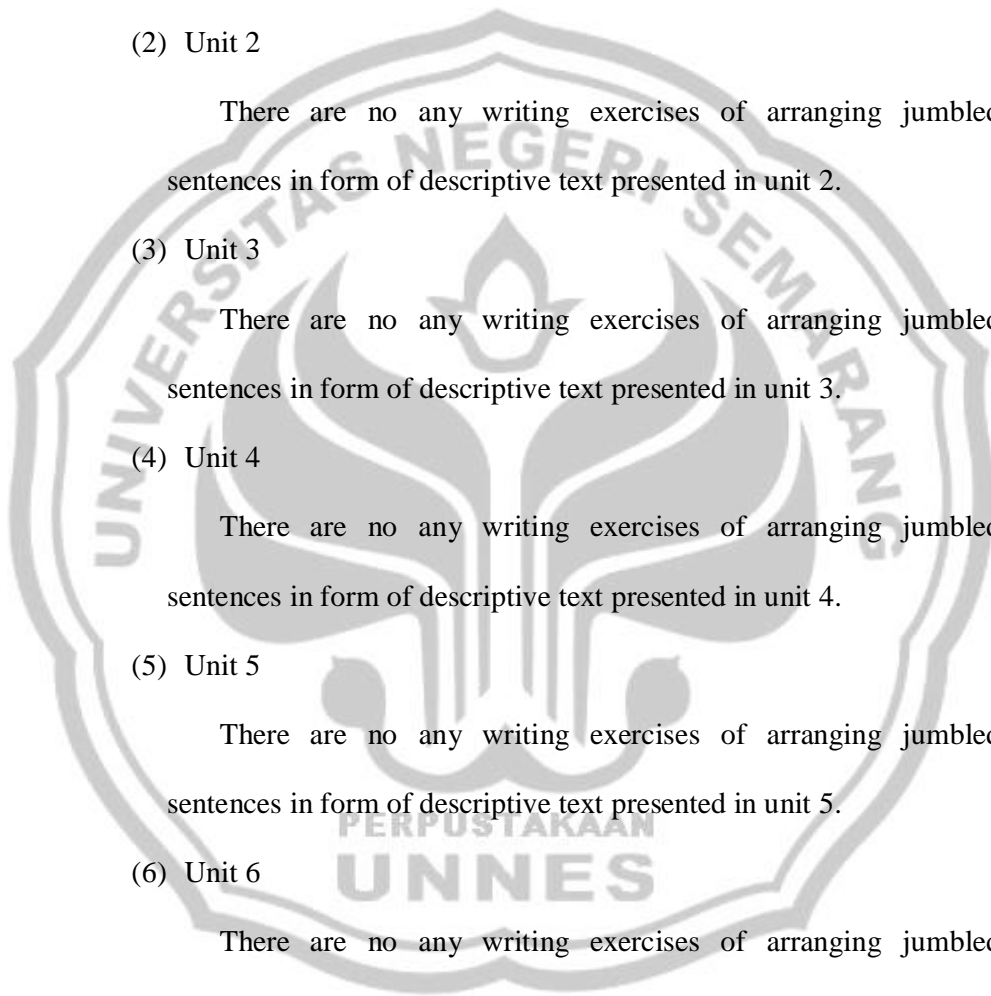 (2) Unit 2
There are no any writing exercises of arranging jumbled
sentences in form of descriptive text presented in unit 2.
(3) Unit 3
There are no any writing exercises of arranging jumbled
sentences in form of descriptive text presented in unit 3.
(4) Unit 4
There are no any writing exercises of arranging jumbled
sentences in form of descriptive text presented in unit 4.
(5) Unit 5
There are no any writing exercises of arranging jumbled
sentences in form of descriptive text presented in unit 5.
(6) Unit 6
There are no any writing exercises of arranging jumbled
UNIVERSITAS NEGERI SEMARANG
PERPUSTAKAAN
UNNES